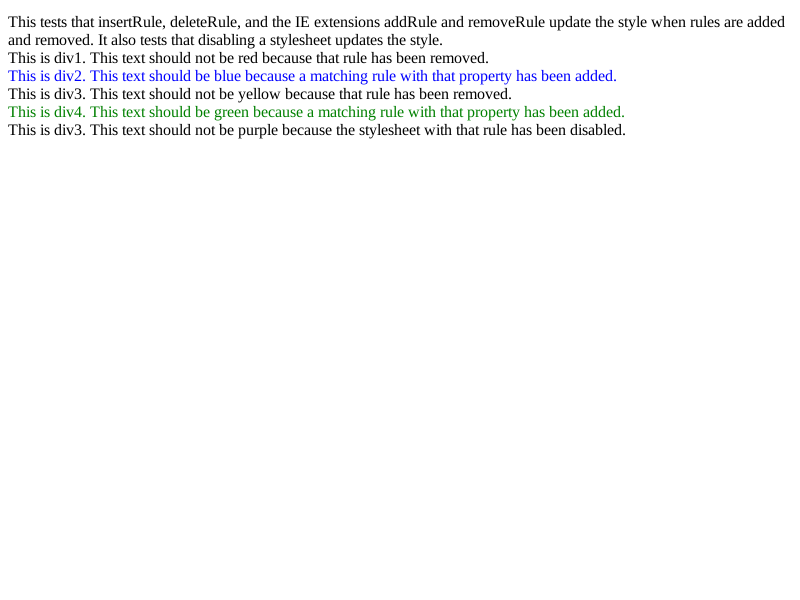 This tests that insertRule, deleteRule, and the IE extensions addRule and removeRule update the style when rules are added
and removed. It also tests that disabling a stylesheet updates the style.
This is div1. This text should not be red because that rule has been removed.
This is div2. This text should be blue because a matching rule with that property has been added.
This is div3. This text should not be yellow because that rule has been removed.
This is div4. This text should be green because a matching rule with that property has been added.
This is div3. This text should not be purple because the stylesheet with that rule has been disabled.